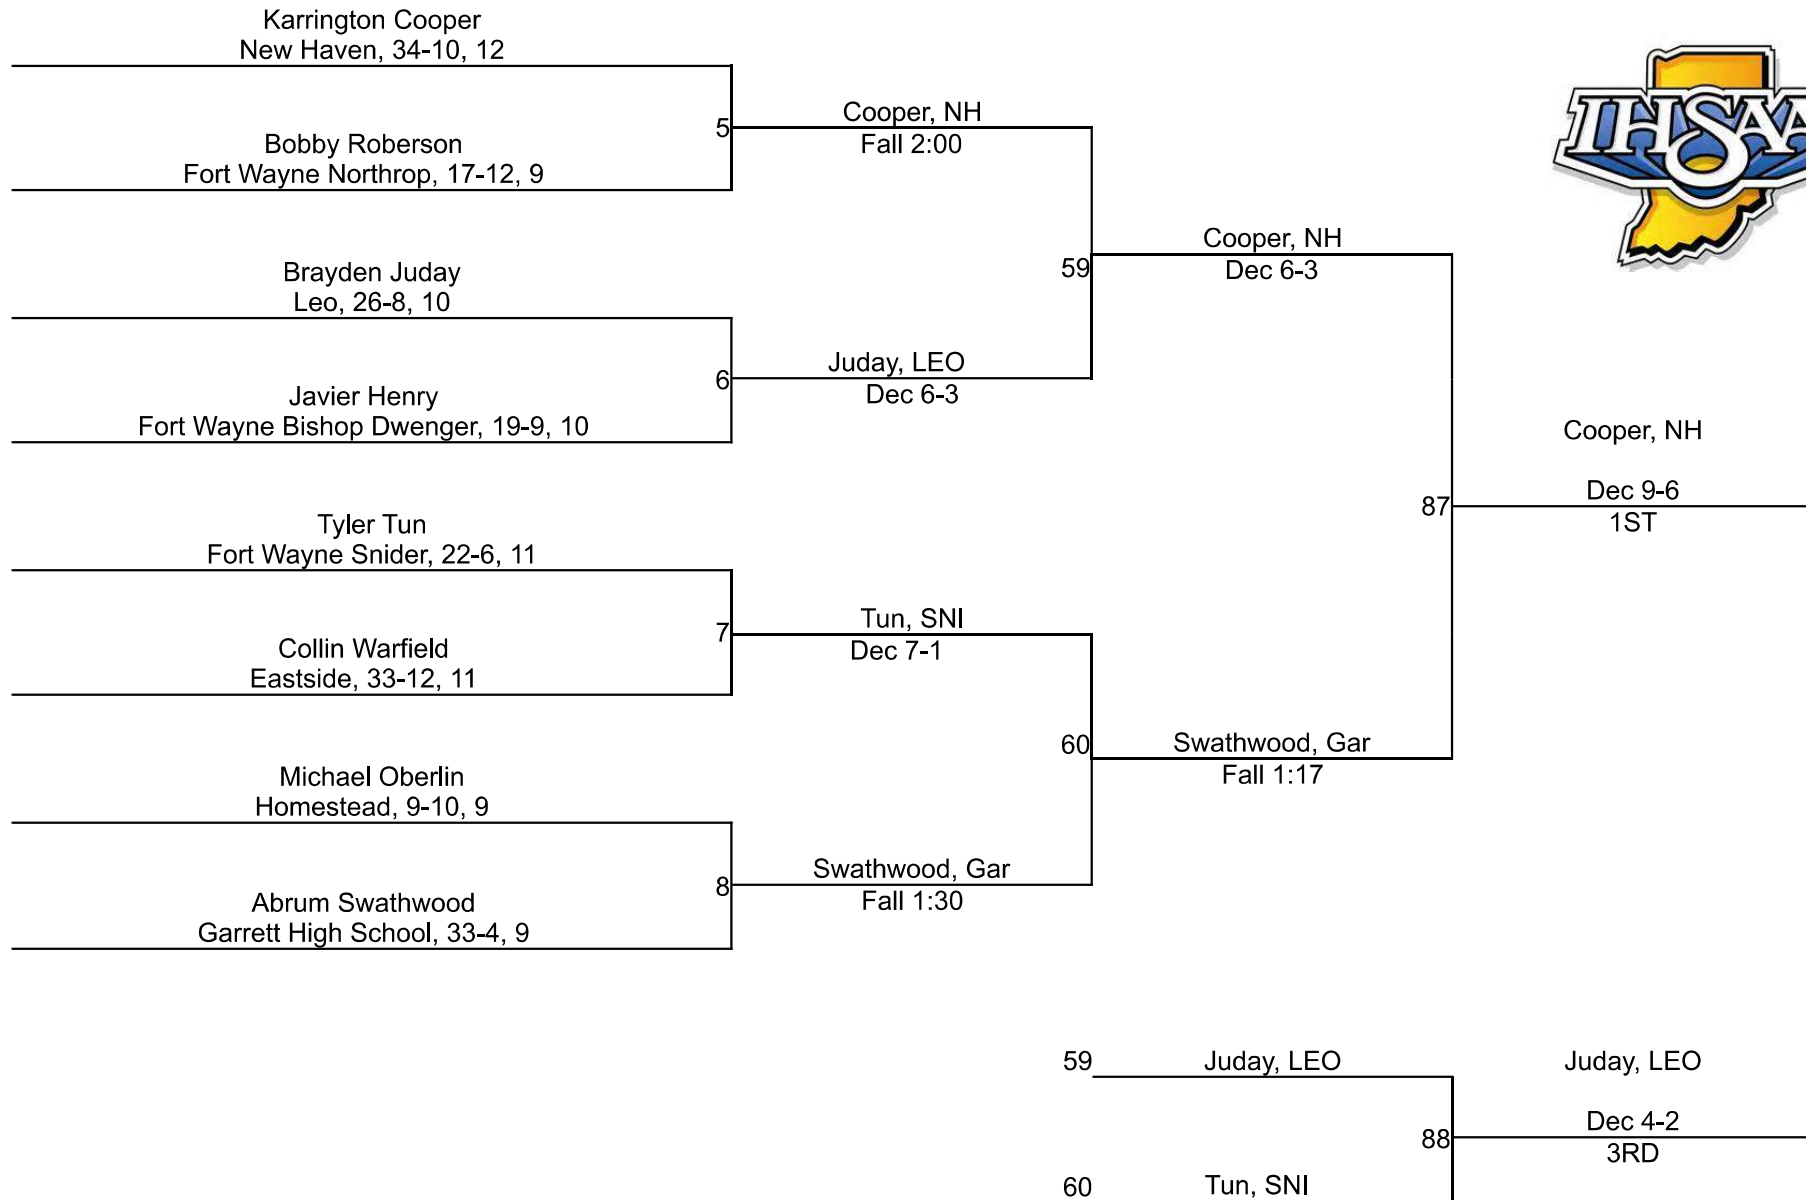 Karrington Cooper
New Haven, 34-10, 12
5
Cooper, NH
Fall 2:00
Bobby Roberson
Fort Wayne Northrop, 17-12, 9
IHSAA
59
Cooper, NH
Dec 6-3
Brayden Juday
Leo, 26-8, 10
6
Juday, LEO
Dec 6-3
Javier Henry
Fort Wayne Bishop Dwenger, 19-9, 10
87
Cooper, NH
Dec 9-6
1ST
Tyler Tun
Fort Wayne Snider, 22-6, 11
7
Tun, SNI
Dec 7-1
Collin Warfield
Eastside, 33-12, 11
60
Swathwood, Gar
Fall 1:17
Michael Oberlin
Homestead, 9-10, 9
8
Swathwood, Gar
Fall 1:30
Abrum Swathwood
Garrett High School, 33-4, 9
59
Juday, LEO
Juday, LEO
88
Dec 4-2
3RD
60
Tun, SNI